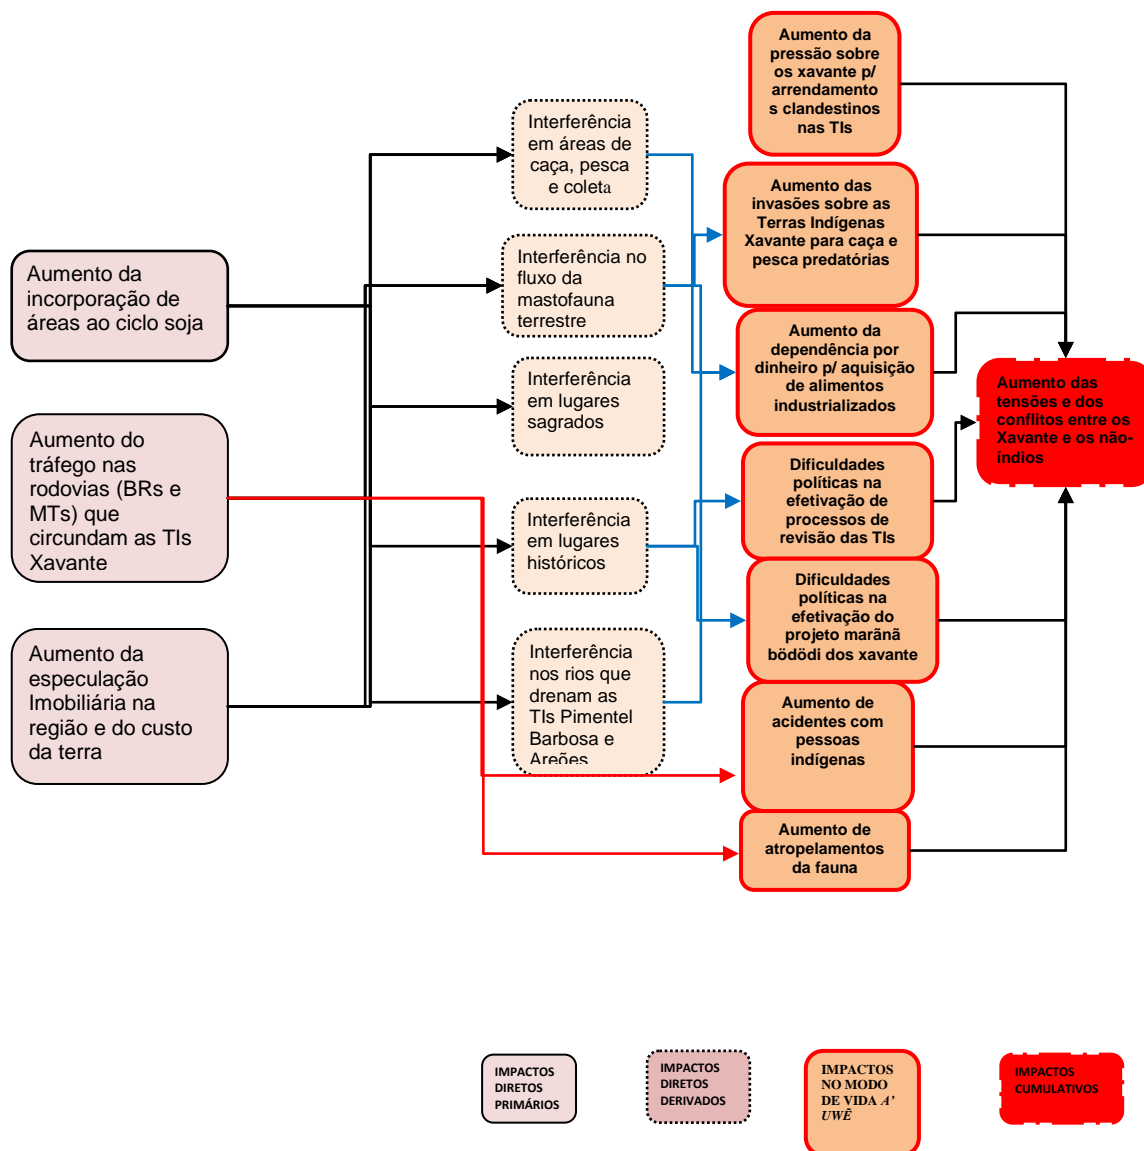 Aumento da
incorporação de
áreas ao ciclo soja
Aumento do
tráfego nas
rodovias (BRs e
MTs) que
circundam as TIs
Xavante
Aumento da
especulação
Imobiliária na
região e do custo
da terra
Interferência
em áreas de
caça, pesca
e coleta
Interferência no
fluxo da
mastofauna
terrestre
Interferência
em lugares
sagrados
Interferência
em lugares
históricos
Interferência
nos rios que
drenam as
TIs Pimentel
Barbosa e
Areões
Aumento da
pressão sobre
os xavante p/
arrendamento
s clandestinos
nas TIs
Aumento das
invasões sobre as
Terras Indígenas
Xavante para caça e
pesca predatórias
Aumento da
dependência por
dinheiro p/ aquisição
de alimentos
industrializados
Dificuldades
políticas na
efetivação de
processos de
revisão das TIs
Dificuldades
políticas na
efetivação do
projeto marãnã
bödödi dos xavante
Aumento de
acidentes com
pessoas
indígenas
Aumento de
atropelamentos
da fauna
Aumento das
tensões e dos
conflitos entre os
Xavante e os não-
índios
IMPACTOS
DIRETOS
PRIMÁRIOS
IMPACTOS
DIRETOS
DERIVADOS
IMPACTOS
NO MODO
DE VIDA A'
UWẼ
IMPACTOS
CUMULATIVOS